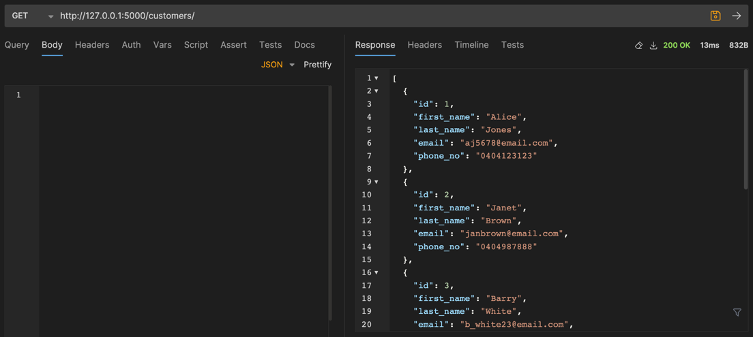 GET http://127.0.0.1:5000/customers/
Query Body Headers Auth Vars Script Assert Tests Docs
JSON Prettify
1
Response Headers Timeline Tests 200 OK 13ms 832B
1 [
2 {
3 "id": 1,
4 "first_name": "Alice",
5 "last_name": "Jones",
6 "email": "aj5678@email.com",
7 "phone_no": "0404123123"
8 },
9 {
10 "id": 2,
11 "first_name": "Janet",
12 "last_name": "Brown",
13 "email": "janbrown@email.com",
14 "phone_no": "0404987888"
15 },
16 {
17 "id": 3,
18 "first_name": "Barry",
19 "last_name": "White",
20 "email": "b_white23@email.com",